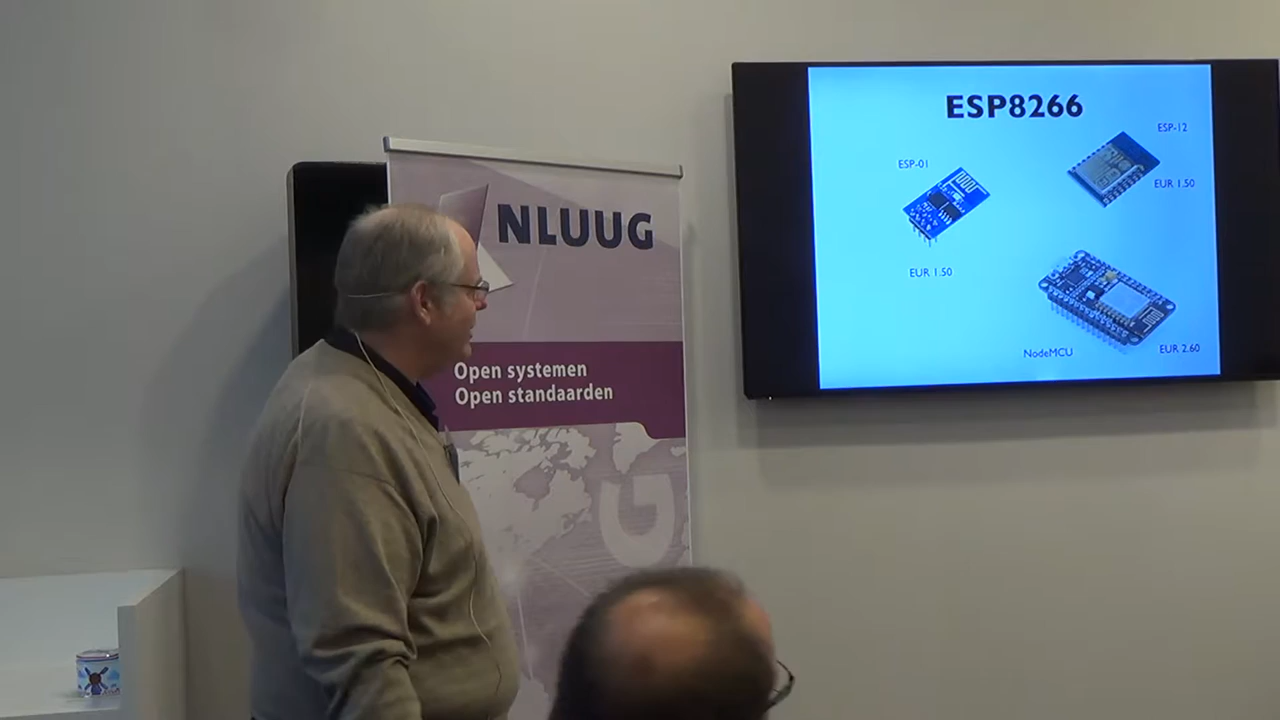 NLUUG
Open systemen
Open standaarden
G
ESP8266
ESP-12
ESP-01
EUR 1.50
EUR 1.50
NodeMCU
EUR 2.60